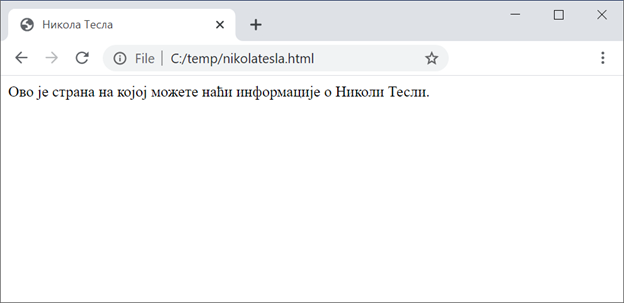 Никола Тесла
File C:/temp/nikolatesla.html
Ово је страна на којој можете наћи информације о Николи Тесли.